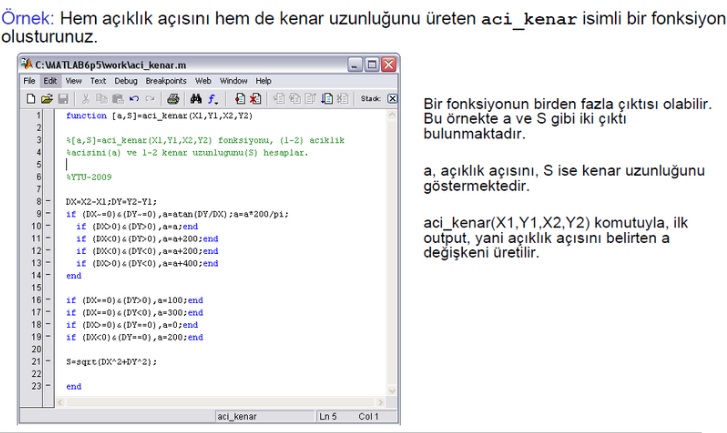 Örnek: Hem açıklık açısını hem de kenar uzunluğunu üreten aci_kenar isimli bir fonksiyon
olusturunuz.
C:\MATLAB6p5\work\aci_kenar.m
File Edit View Text Debug Breakpoints Web Window Help
Stack:
1 function [a,S]=aci_kenar(X1,Y1,X2,Y2)
2
3 %[a,S]=aci_kenar(X1,Y1,X2,Y2) fonksiyonu, (1-2) aciklik
4 %acisini(a) ve 1-2 kenar uzunlugunu(S) hesaplar.
5
6 %YTU-2009
7
8 - DX=X2-X1;DY=Y2-Y1;
9 - if (DX~=0)&(DY~=0),a=atan(DY/DX);a=a*200/pi;
10 - if (DX>0)&(DY>0),a=a;end
11 - if (DX<0)&(DY>0),a=a+200;end
12 - if (DX<0)&(DY<0),a=a+200;end
13 - if (DX>0)&(DY<0),a=a+400;end
14 - end
15
16 - if (DX==0)&(DY>0),a=100;end
17 - if (DX==0)&(DY<0),a=300;end
18 - if (DX>=0)&(DY==0),a=0;end
19 - if (DX<0)&(DY==0),a=200;end
20
21 - S=sqrt(DX^2+DY^2);
22
23 - end
aci_kenar Ln 5 Col 1
Bir fonksiyonun birden fazla çıktısı olabilir.
Bu örnekte a ve S gibi iki çıktı
bulunmaktadır.
a, açıklık açısını, S ise kenar uzunluğunu
göstermektedir.
aci_kenar(X1,Y1,X2,Y2) komutuyla, ilk
output, yani açıklık açısını belirten a
değişkeni üretilir.